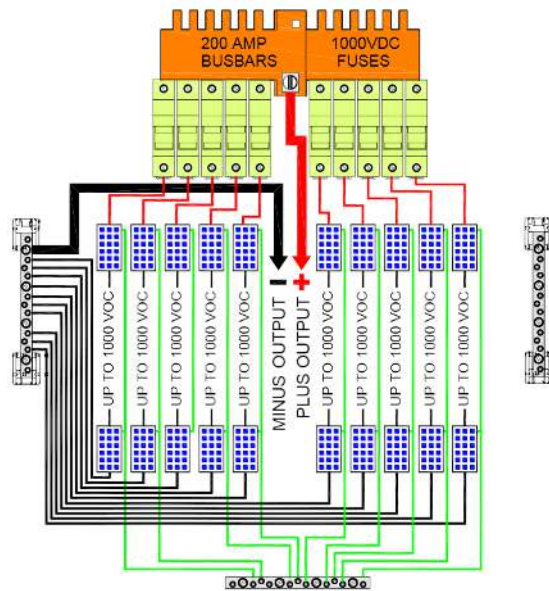 200 AMP
BUSBARS
1000VDC
FUSES
UP TO 1000 VOC
UP TO 1000 VOC
UP TO 1000 VOC
UP TO 1000 VOC
UP TO 1000 VOC
MINUS OUTPUT -
PLUS OUTPUT +
UP TO 1000 VOC
UP TO 1000 VOC
UP TO 1000 VOC
UP TO 1000 VOC
UP TO 1000 VOC